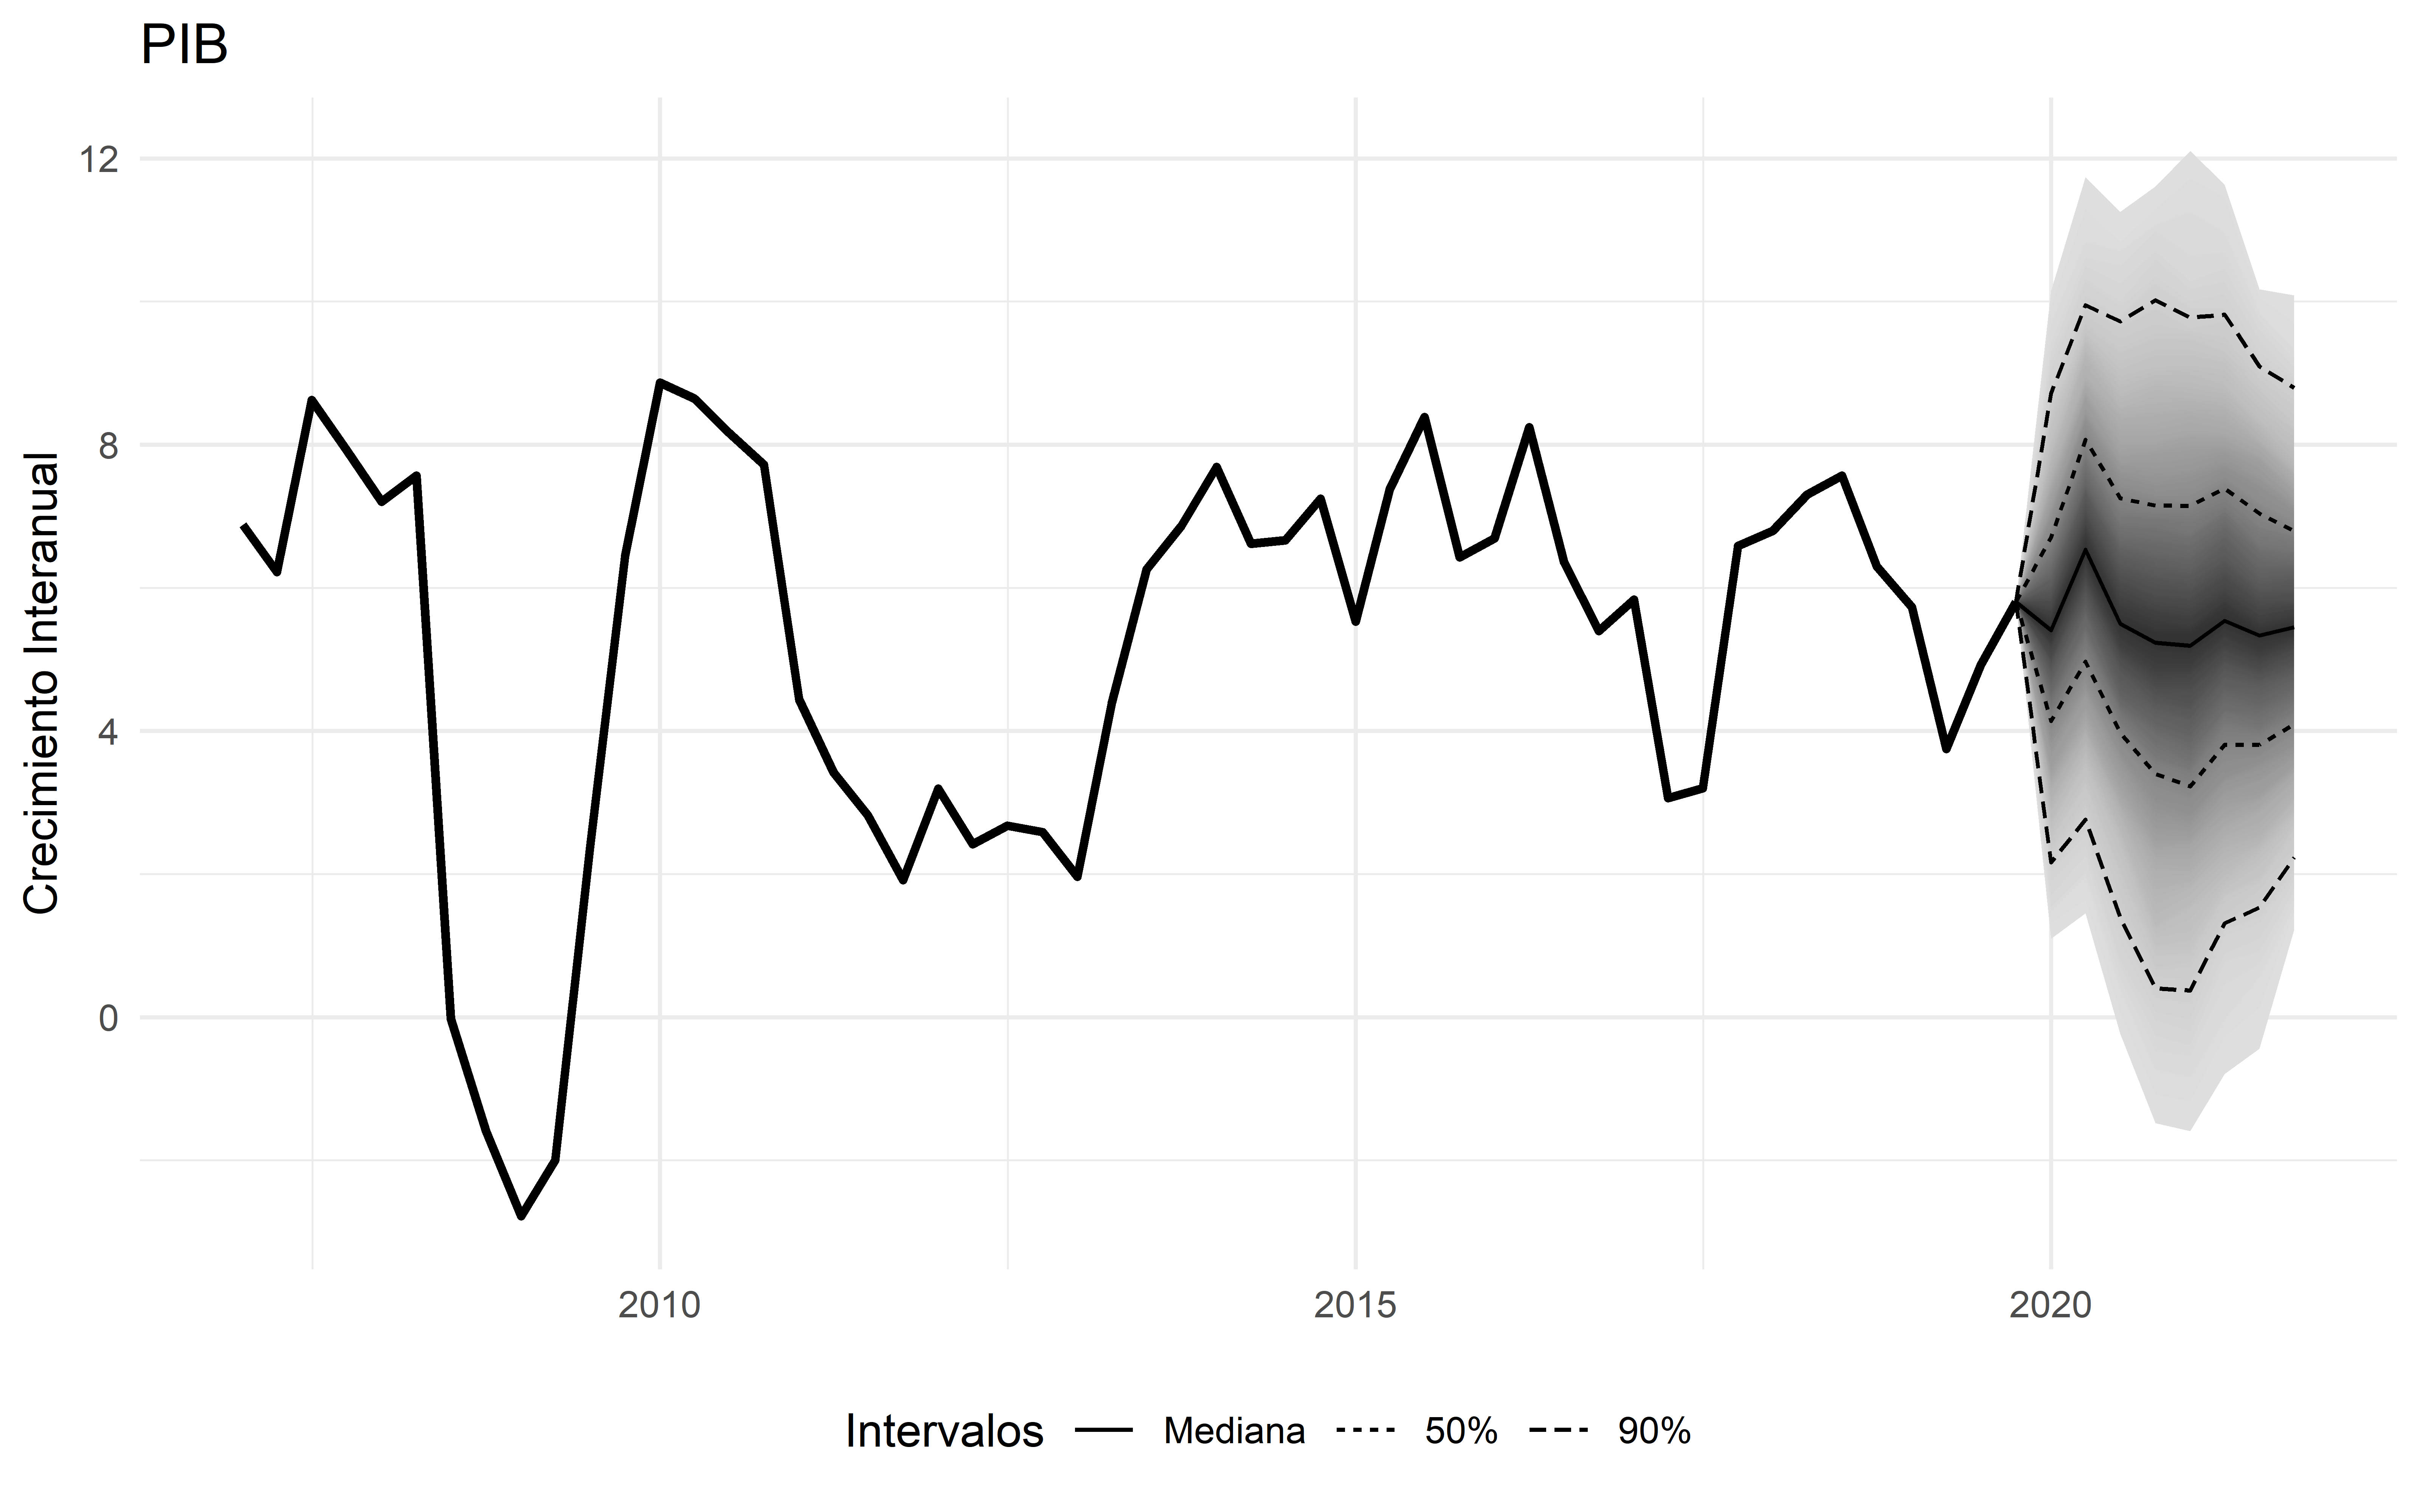 PIB
Crecimiento Interanual
12
8
4
0
2010 2015 2020
Intervalos Mediana 50% 90%